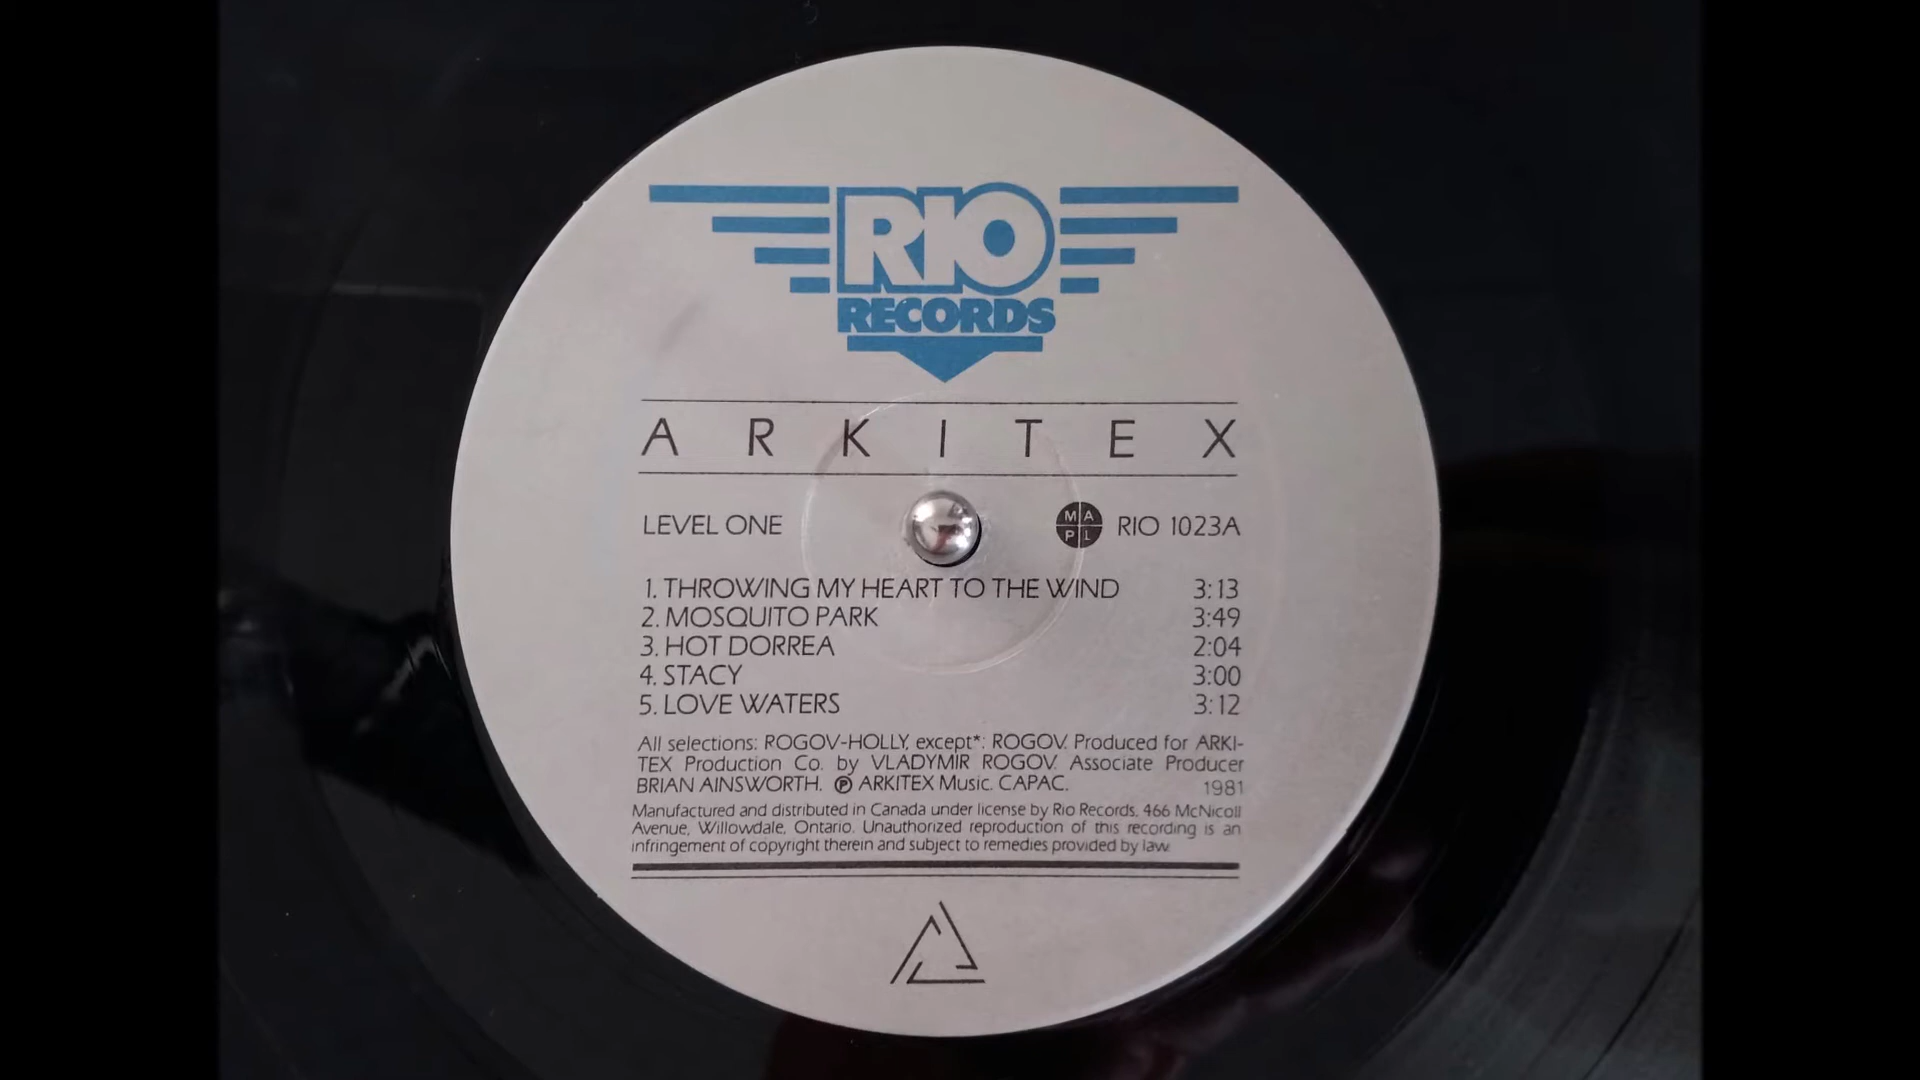 RIO
RECORDS
ARKITEX
LEVEL ONE MAPL RIO 1023A
1. THROWING MY HEART TO THE WIND 3:13
2. MOSQUITO PARK 3:49
3. HOT DORREA 2:04
4. STACY 3:00
5. LOVE WATERS 3:12
All selections: ROGOV-HOLLY, except*: ROGOV. Produced for ARKI-
TEX Production Co. by VLADYMIR ROGOV. Associate Producer
BRIAN AINSWORTH. ℗ ARKITEX Music. CAPAC. 1981
Manufactured and distributed in Canada under license by Rio Records, 466 McNicoll
Avenue, Willowdale, Ontario. Unauthorized reproduction of this recording is an
infringement of copyright therein and subject to remedies provided by law.